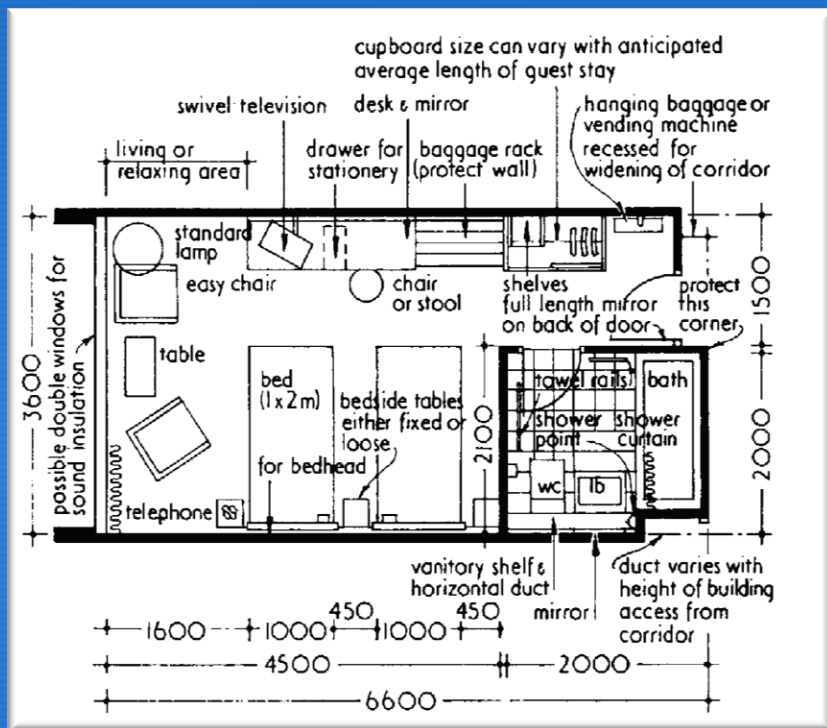 cupboard size can vary with anticipated
average length of guest stay
swivel television
desk & mirror
hanging baggage or
vending machine
recessed for
widening of corridor
living or
relaxing area
drawer for
stationery
baggage rack
(protect wall)
standard
lamp
easy chair
chair
or stool
shelves
full length mirror
on back of door
protect
this
corner
1500
3600
possible double windows for
sound insulation
table
bed
(1x2m)
bedside tables
either fixed or
loose
2100
towel rails
bath
shower
point
shower
curtain
2000
for bedhead
wc
lb
telephone
vanitory shelf &
horizontal duct
mirror
duct varies with
height of building
access from
corridor
450
450
1600
1000
1000
4500
2000
6600